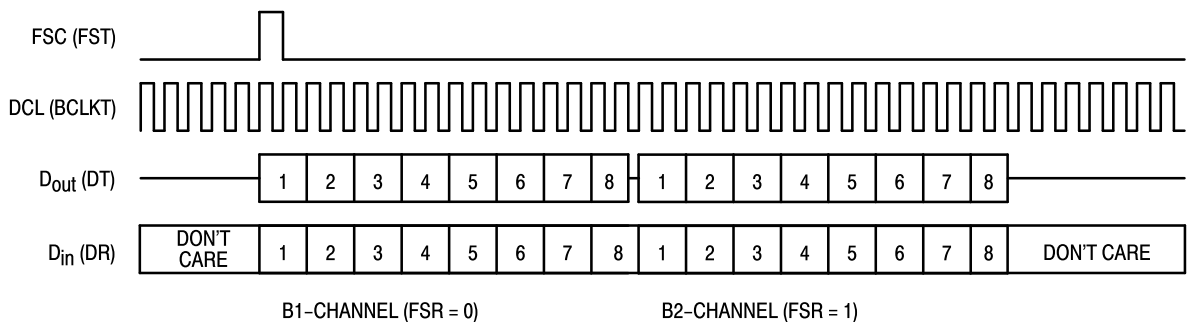 FSC (FST)
DCL (BCLKT)
Dout (DT) 1 2 3 4 5 6 7 8 1 2 3 4 5 6 7 8
Din (DR) DON'T CARE 1 2 3 4 5 6 7 8 1 2 3 4 5 6 7 8 DON'T CARE
B1–CHANNEL (FSR = 0) B2–CHANNEL (FSR = 1)